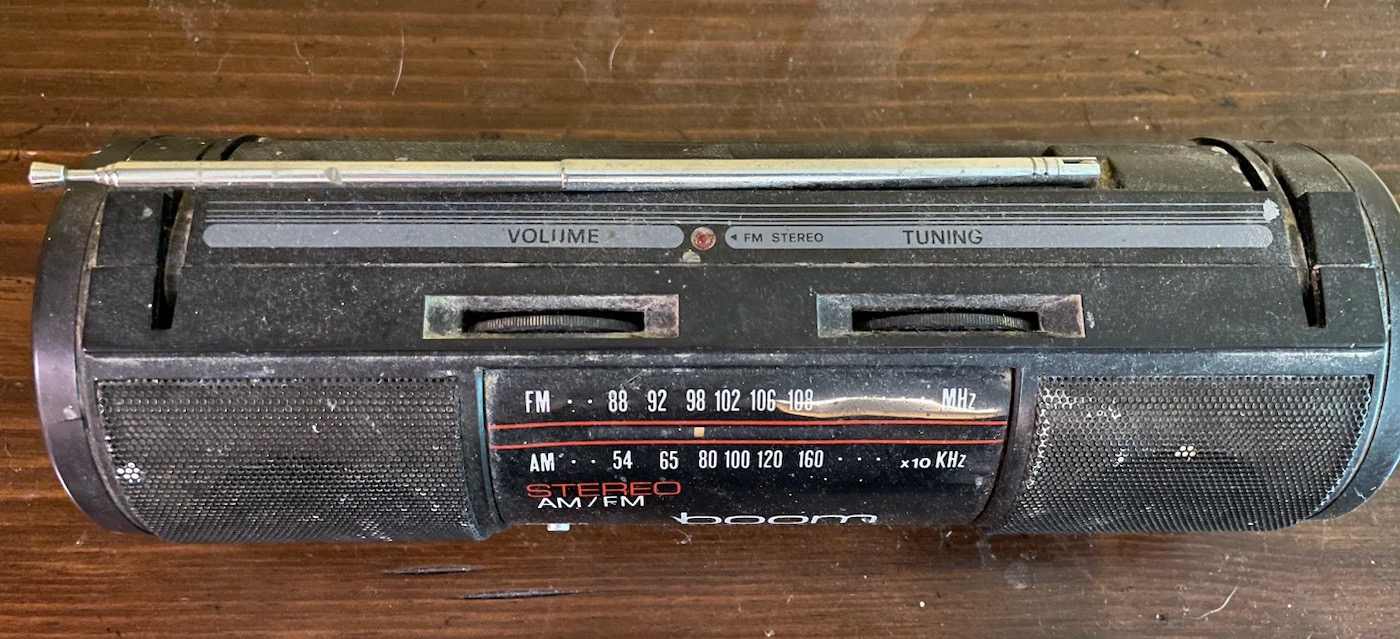 VOLUME ◄ FM STEREO TUNING
FM · · 88 92 98 102 106 108 · · · · MHz
AM · · 54 65 80 100 120 160 · · · x10 KHz
STEREO
AM/FM
boom